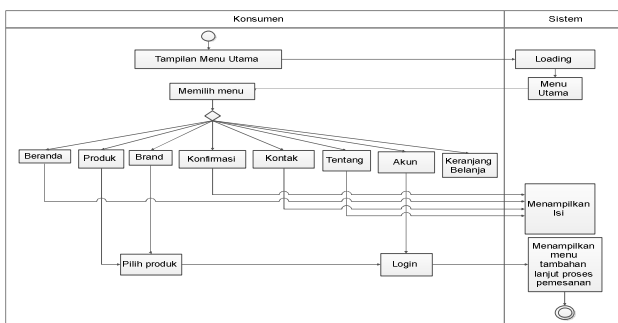 Konsumen
Sistem
Tampilan Menu Utama
Loading
Memilih menu
Menu
Utama
Beranda
Produk
Brand
Konfirmasi
Kontak
Tentang
Akun
Keranjang
Belanja
Menampilkan
Isi
Pilih produk
Login
Menampilkan
menu
tambahan
lanjut proses
pemesanan